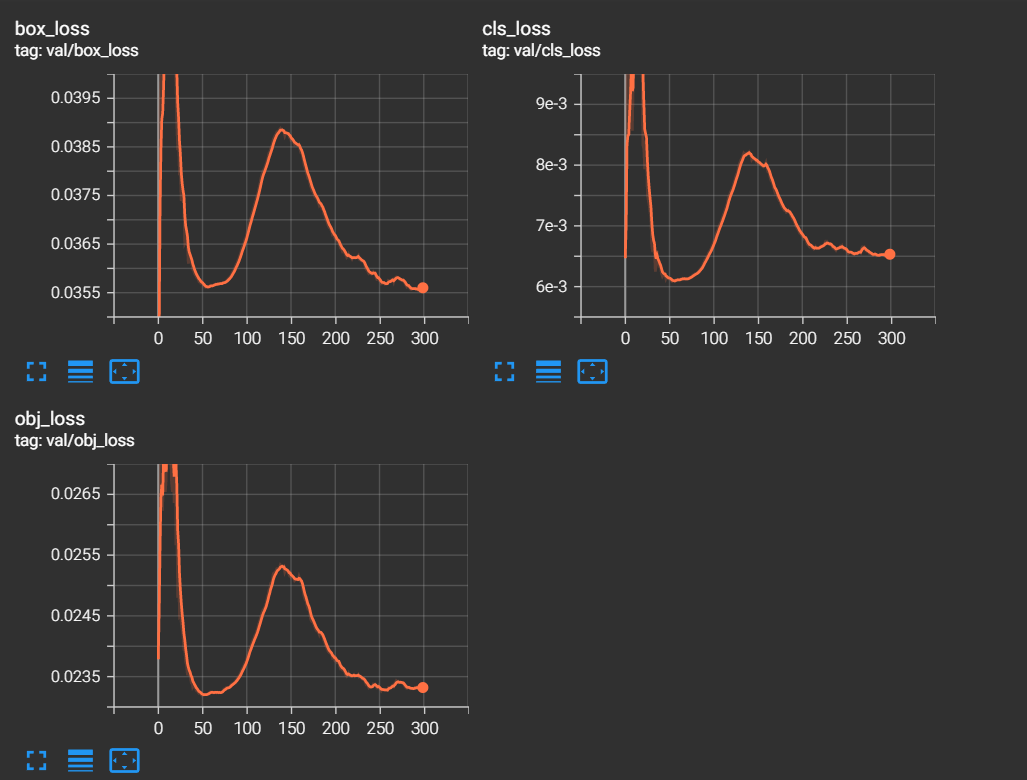 box_loss
tag: val/box_loss
0.0395
0.0385
0.0375
0.0365
0.0355
0 50 100 150 200 250 300
cls_loss
tag: val/cls_loss
9e-3
8e-3
7e-3
6e-3
0 50 100 150 200 250 300
obj_loss
tag: val/obj_loss
0.0265
0.0255
0.0245
0.0235
0 50 100 150 200 250 300